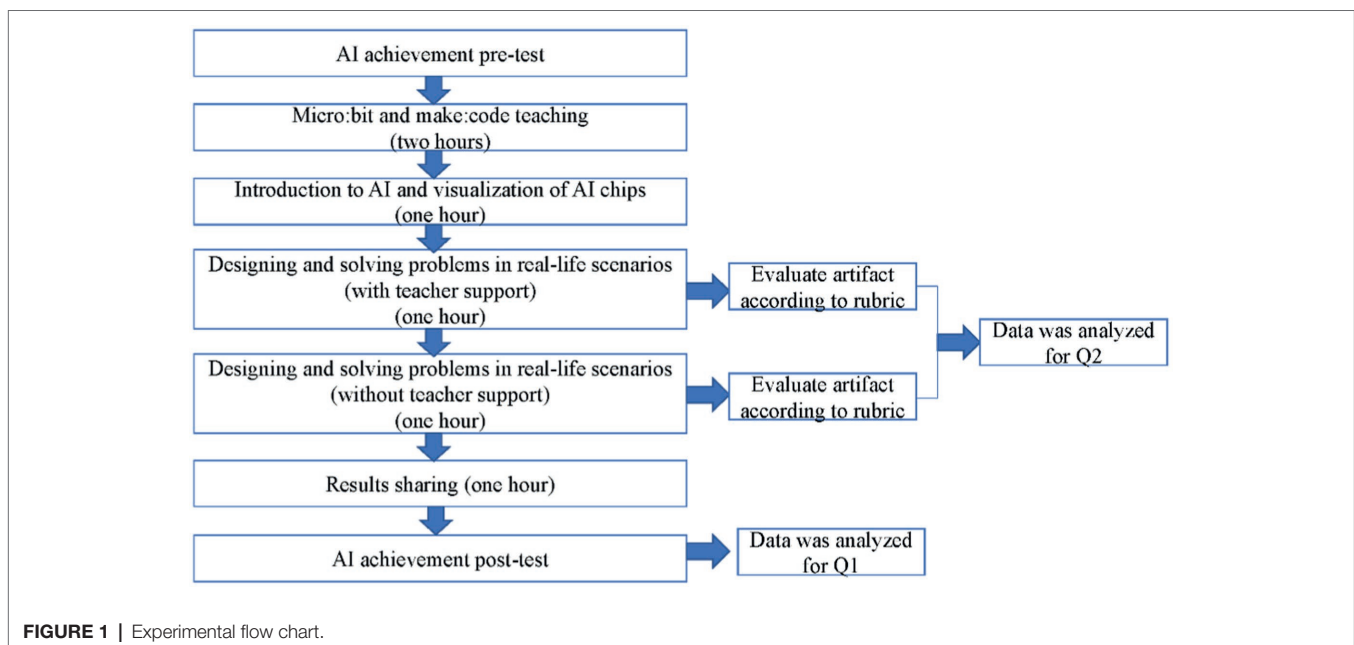 AI achievement pre-test
Micro:bit and make:code teaching
(two hours)
Introduction to AI and visualization of AI chips
(one hour)
Designing and solving problems in real-life scenarios
(with teacher support)
(one hour)
Evaluate artifact
according to rubric
Data was analyzed
for Q2
Designing and solving problems in real-life scenarios
(without teacher support)
(one hour)
Evaluate artifact
according to rubric
Results sharing (one hour)
AI achievement post-test
Data was analyzed
for Q1
FIGURE 1 | Experimental flow chart.